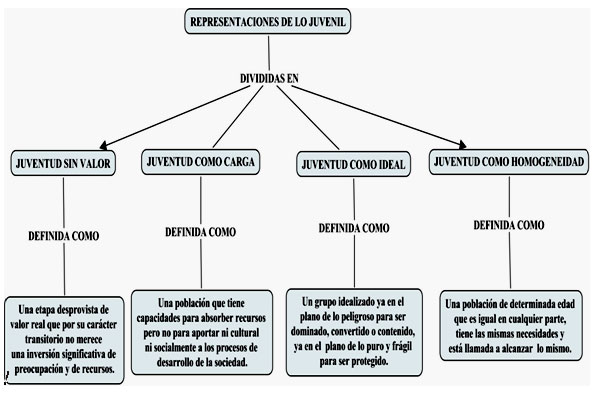 REPRESENTACIONES DE LO JUVENIL
DIVIDIDAS EN
JUVENTUD SIN VALOR
JUVENTUD COMO CARGA
JUVENTUD COMO IDEAL
JUVENTUD COMO HOMOGENEIDAD
DEFINIDA COMO
DEFINIDA COMO
DEFINIDA COMO
DEFINIDA COMO
Una etapa desprovista de
valor real que por su carácter
transitorio no merece
una inversión significativa de
preocupación y de recursos.
Una población que tiene
capacidades para absorber recursos
pero no para aportar ni cultural
ni socialmente a los procesos de
desarrollo de la sociedad.
Un grupo idealizado ya en el
plano de lo peligroso para ser
dominado, convertido o contenido,
ya en el plano de lo puro y frágil
para ser protegido.
Una población de determinada edad
que es igual en cualquier parte,
tiene las mismas necesidades y
está llamada a alcanzar lo mismo.